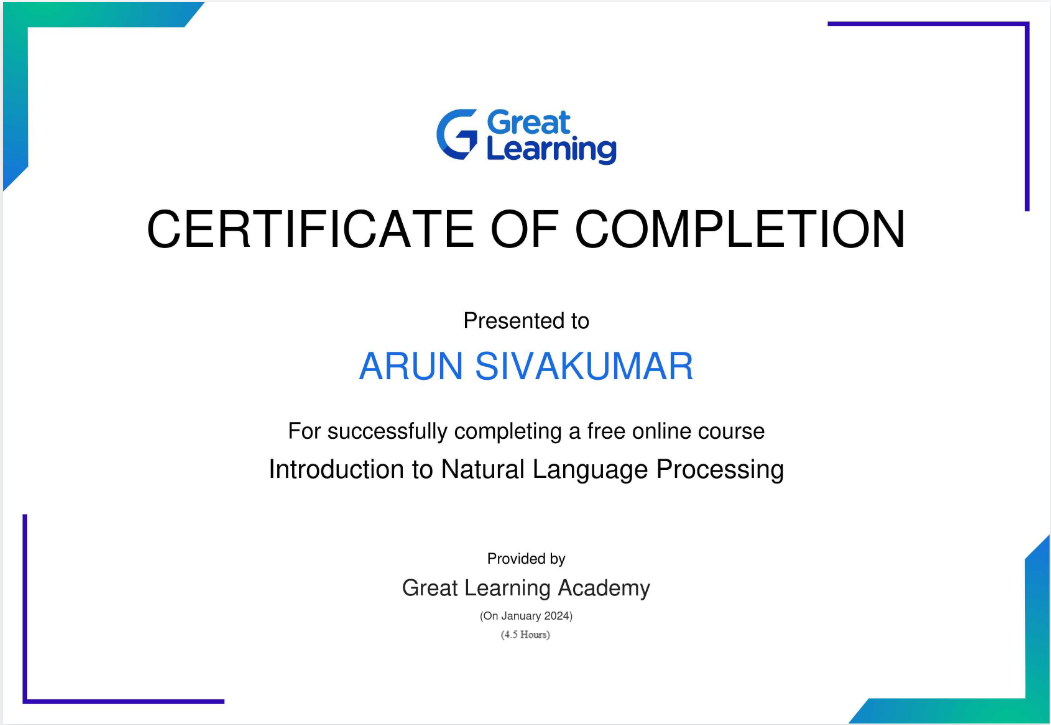 Great
Learning
CERTIFICATE OF COMPLETION
Presented to
ARUN SIVAKUMAR
For successfully completing a free online course
Introduction to Natural Language Processing
Provided by
Great Learning Academy
(On January 2024)
(4.5 Hours)